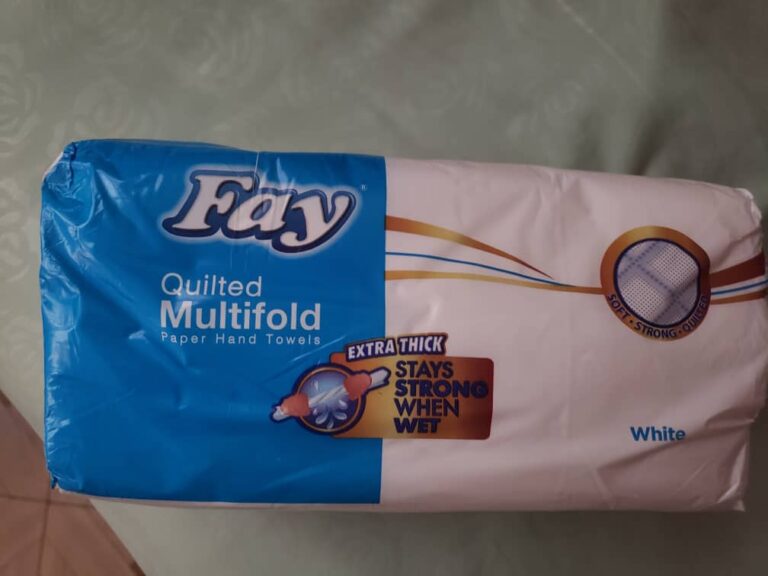 Fay®
Quilted
Multifold
Paper Hand Towels
EXTRA THICK
STAYS
STRONG
WHEN
WET
SOFT • STRONG • QUILTED
White